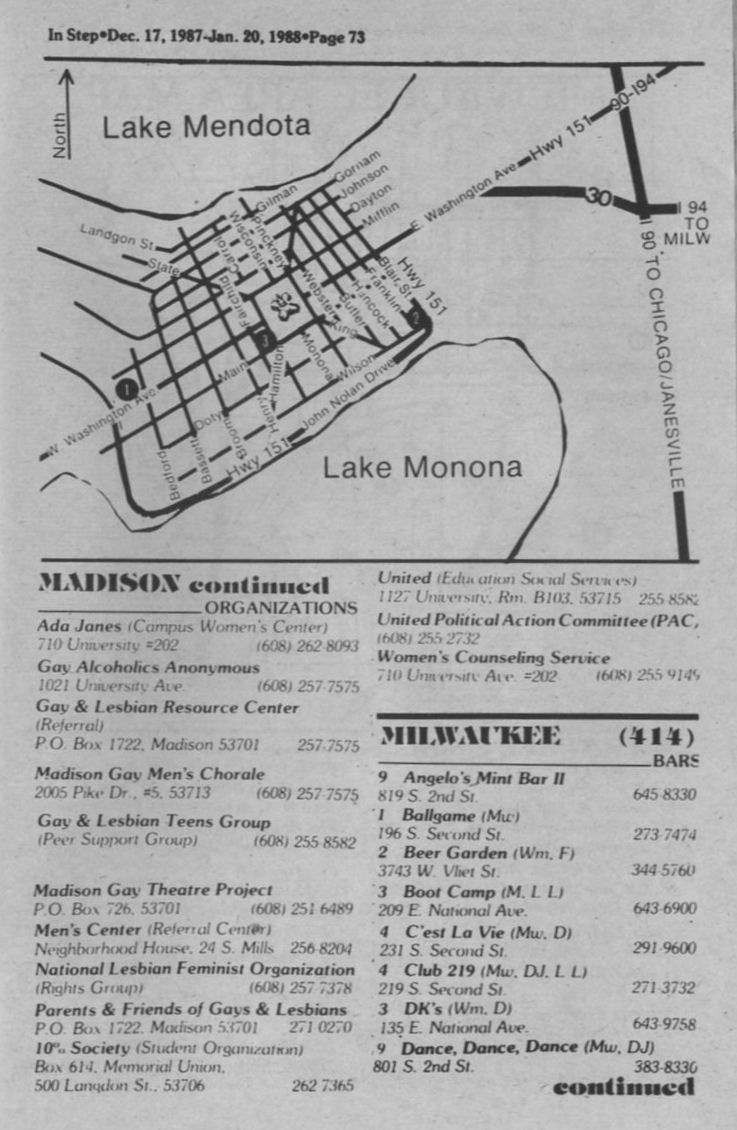 In Step•Dec. 17, 1987-Jan. 20, 1988•Page 73
North
Lake Mendota
90-I94
Hwy 151
E. Washington Ave.
30
I 94
TO
MILW
I 90 TO CHICAGO/JANESVILLE
Gorham
Johnson
Dayton
Mifflin
Gilman
Pinckney
Wisconsin
Carroll
Fairchild
Landgon St.
State
Webster
Butler
Hancock
Franklin
Blair St.
Hwy 151
King
2
3
1
Main
Hamilton
Monona
Wilson
John Nolan Drive
W. Washington Ave.
Doty
Henry
Broom
Bassett
Bedford
Hwy 151
Lake Monona
MADISON continued
ORGANIZATIONS
Ada Janes (Campus Women's Center)
710 University #202 (608) 262-8093
Gay Alcoholics Anonymous
1021 University Ave. (608) 257-7575
Gay & Lesbian Resource Center
(Referral)
P.O. Box 1722, Madison 53701 257-7575
Madison Gay Men's Chorale
2005 Pike Dr., #5, 53713 (608) 257-7575
Gay & Lesbian Teens Group
(Peer Support Group) (608) 255-8582
Madison Gay Theatre Project
P.O. Box 726, 53701 (608) 251-6489
Men's Center (Referral Center)
Neighborhood House, 24 S. Mills 256-8204
National Lesbian Feminist Organization
(Rights Group) (608) 257-7378
Parents & Friends of Gays & Lesbians
P.O. Box 1722, Madison 53701 271-0270
10% Society (Student Organization)
Box 614, Memorial Union,
500 Langdon St., 53706 262-7365
United (Education Social Services)
1127 University, Rm. B103, 53715 255-8582
United Political Action Committee (PAC,
(608) 255-2732
Women's Counseling Service
710 University Ave. #202 (608) 255-9149
MILWAUKEE (414)
BARS
9 Angelo's Mint Bar II
819 S. 2nd St. 645-8330
1 Ballgame (Mw)
196 S. Second St. 273-7474
2 Beer Garden (Wm, F)
3743 W. Vliet St. 344-5760
3 Boot Camp (M, L L)
209 E. National Ave. 643-6900
4 C'est La Vie (Mw, D)
231 S. Second St. 291-9600
4 Club 219 (Mw, DJ, L L)
219 S. Second St. 271-3732
3 DK's (Wm, D)
135 E. National Ave. 643-9758
9 Dance, Dance, Dance (Mw, DJ)
801 S. 2nd St. 383-8330
continued